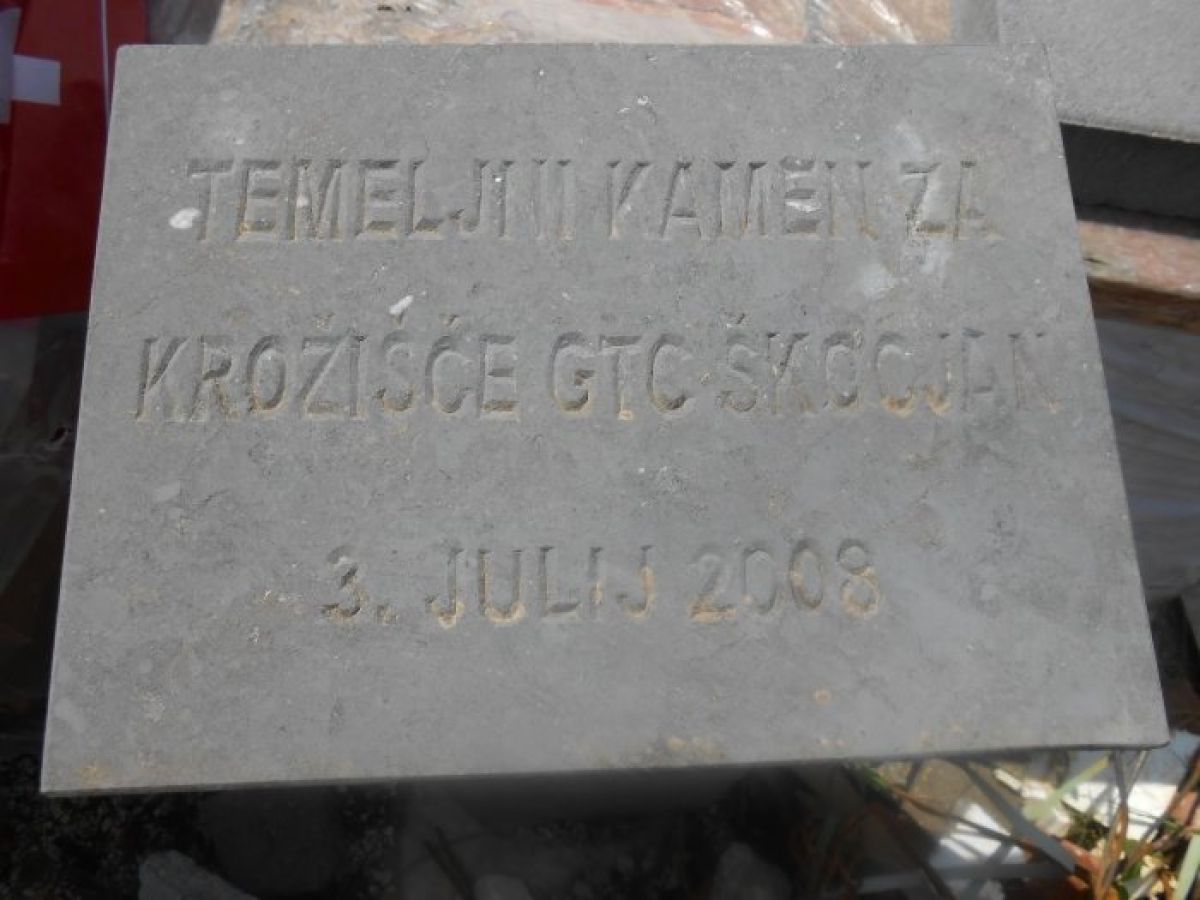 TEMELJNI KAMEN ZA
KROŽIŠČE GTC ŠKOCJAN
3. JULIJ 2008